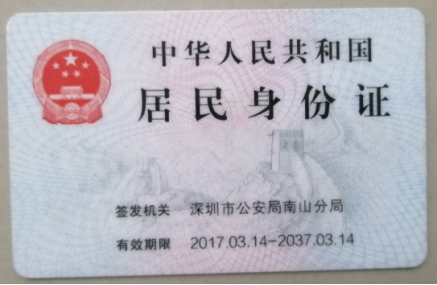 中华人民共和国
居民身份证
签发机关 深圳市公安局南山分局
有效期限 2017.03.14-2037.03.14